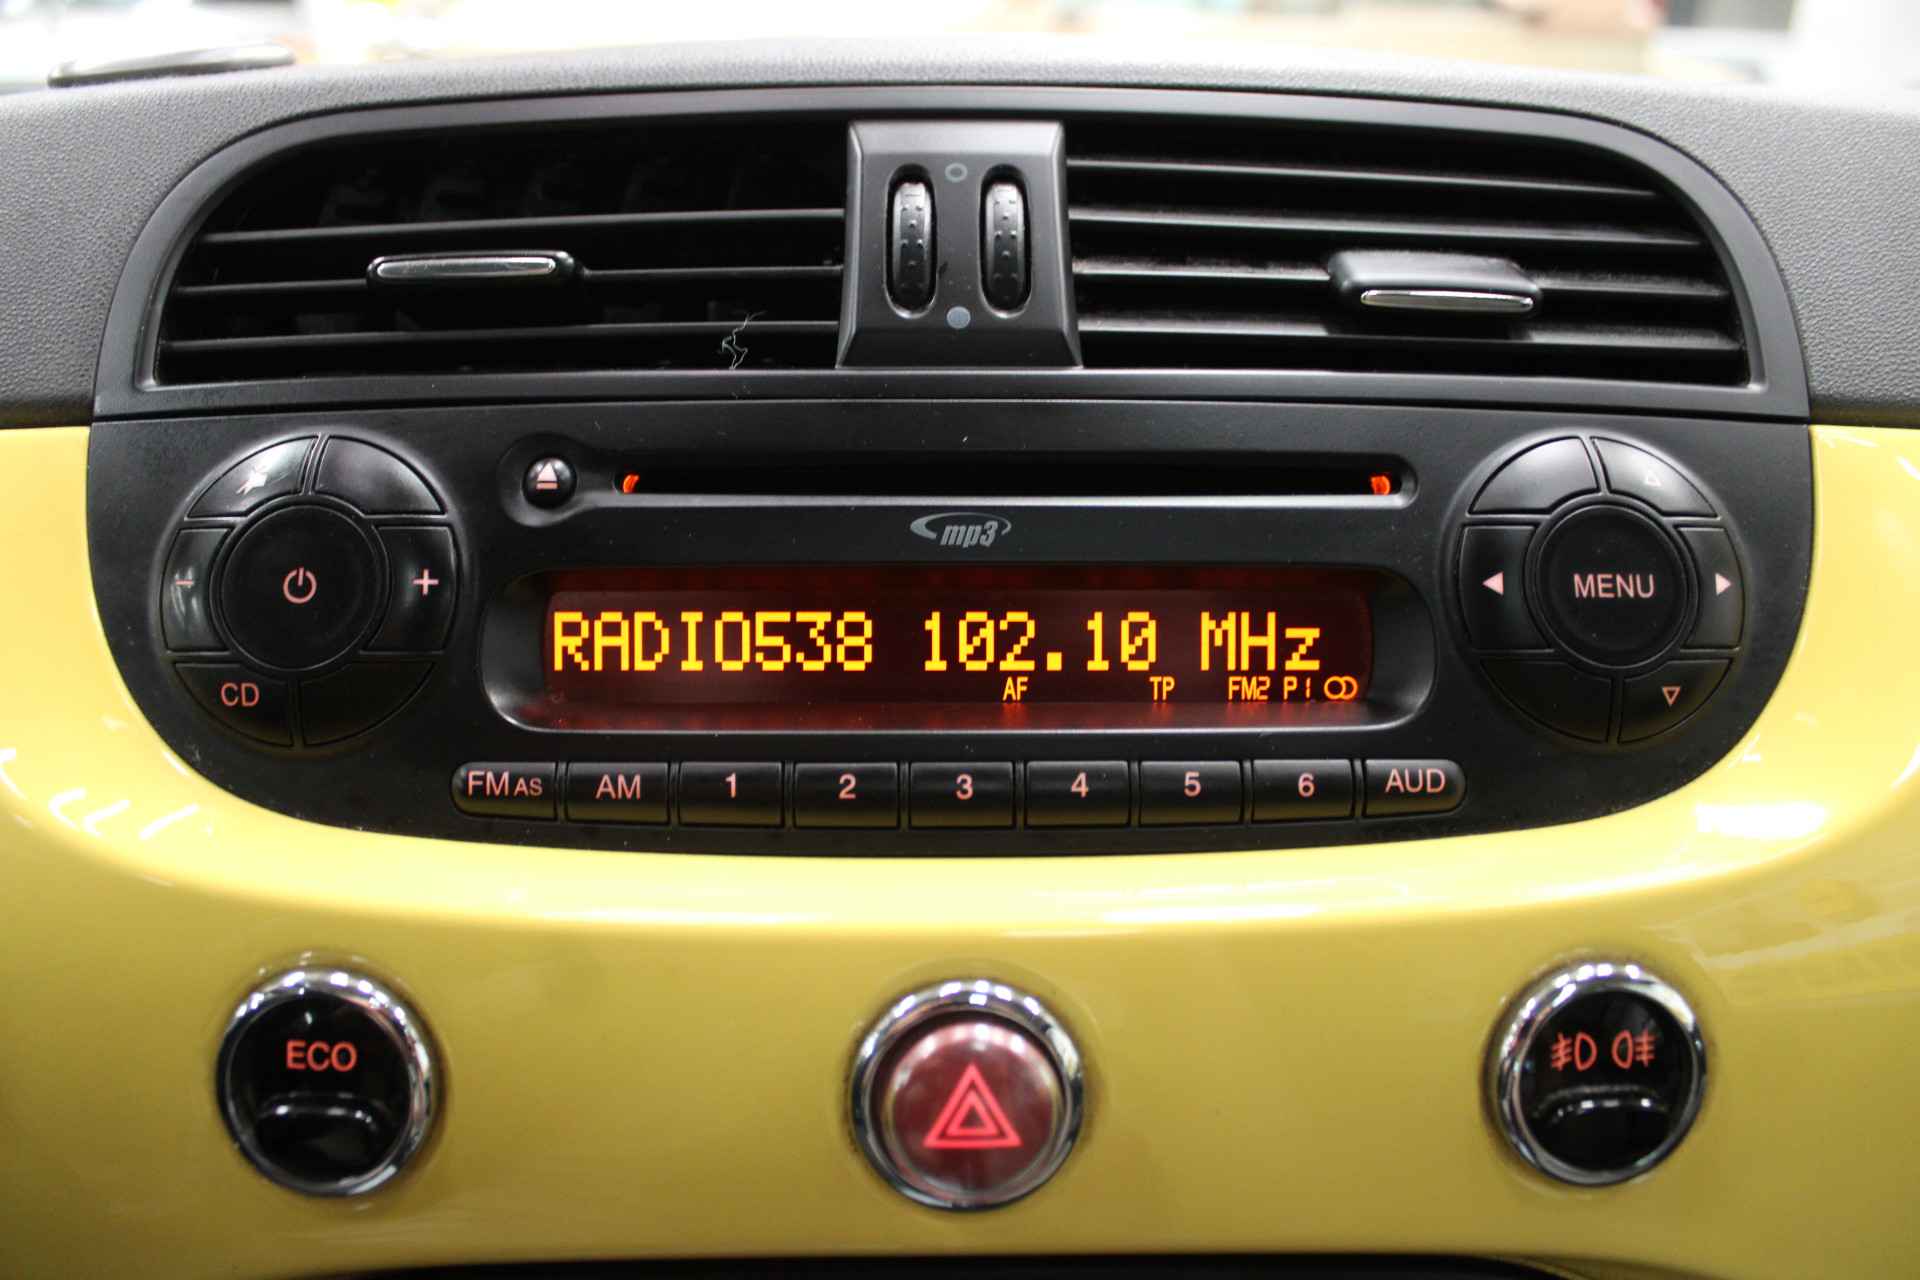 mp3
RADIO538 102.10 MHz
AF TP FM2 P1
MENU
CD
FM AS AM 1 2 3 4 5 6 AUD
ECO